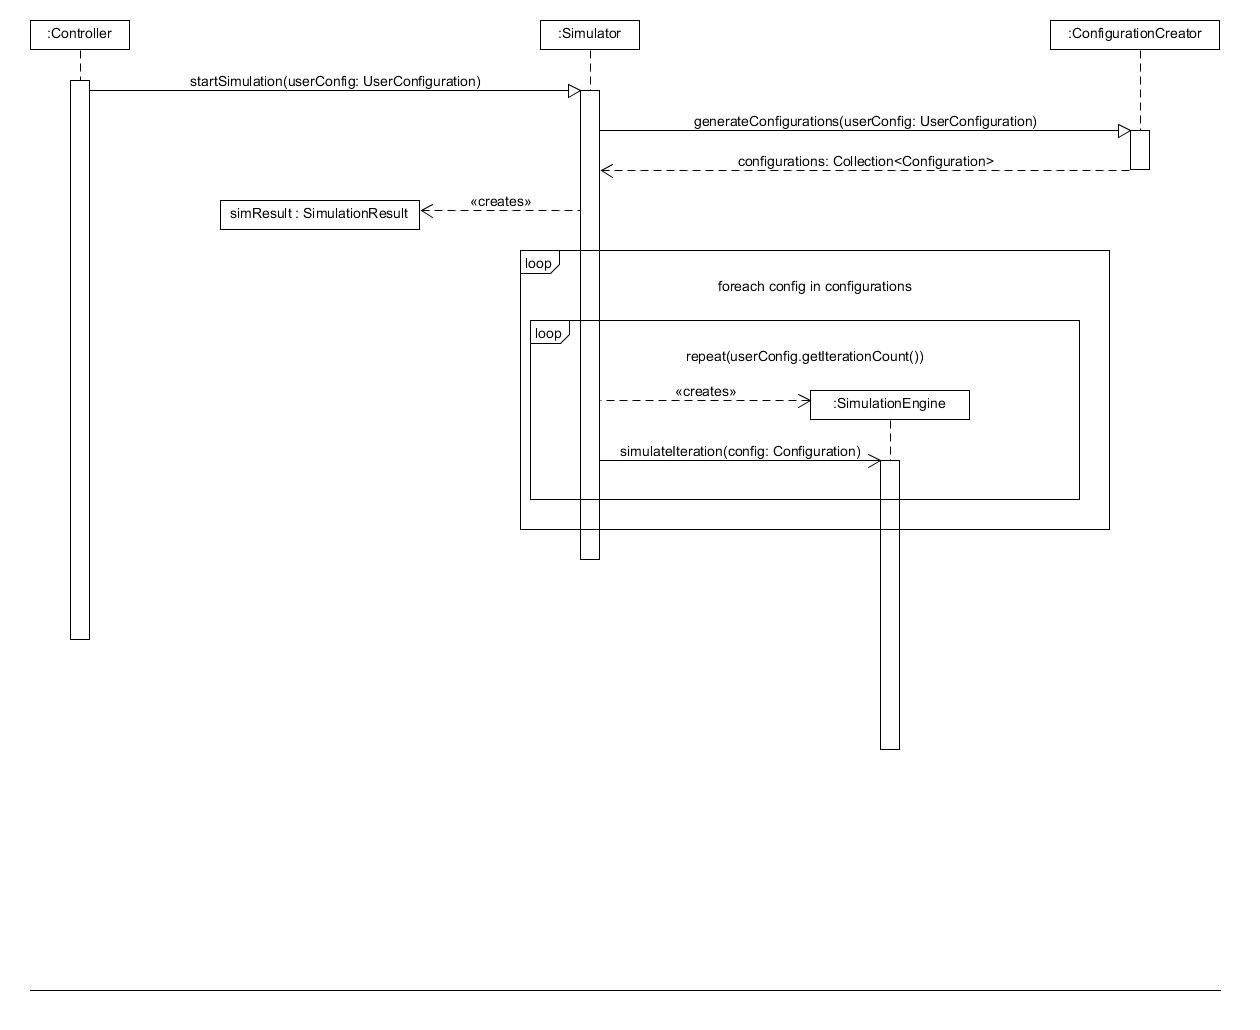 :Controller
:Simulator
:ConfigurationCreator
startSimulation(userConfig: UserConfiguration)
generateConfigurations(userConfig: UserConfiguration)
configurations: Collection<Configuration>
«creates»
simResult : SimulationResult
loop
foreach config in configurations
loop
repeat(userConfig.getIterationCount())
«creates»
:SimulationEngine
simulateIteration(config: Configuration)